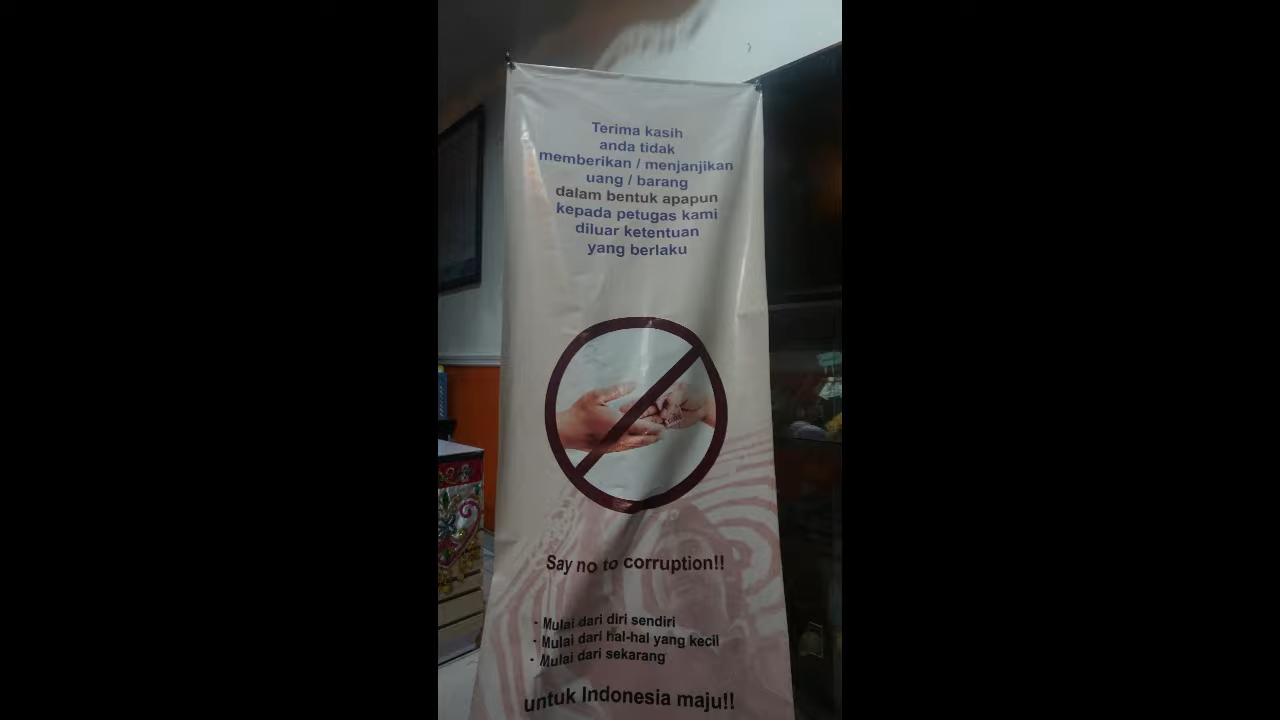 Terima kasih
anda tidak
memberikan / menjanjikan
uang / barang
dalam bentuk apapun
kepada petugas kami
diluar ketentuan
yang berlaku
Say no to corruption!!
- Mulai dari diri sendiri
- Mulai dari hal-hal yang kecil
- Mulai dari sekarang
untuk Indonesia maju!!